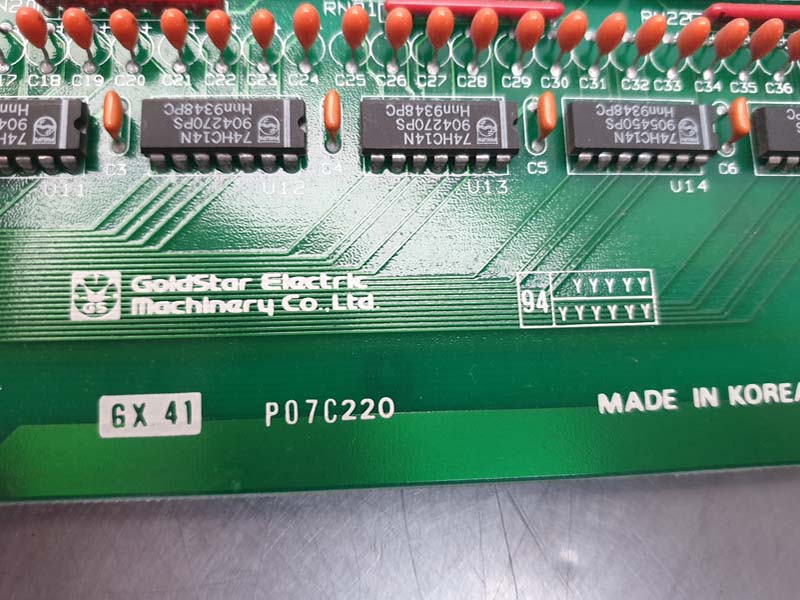 RN20
RN21
RN22
C18 C19 C20 C21 C22 C23 C24 C25 C26 C27 C28 C29 C30 C31 C32 C33 C34 C35 C36
74HC14N
904270PS
Hnn9348PC
74HC14N
904270PS
Hnn9348PC
74HC14N
905450PS
Hnn9348PC
C3 C4 C5 C6
U11 U12 U13 U14
GS
GoldStar Electric
Machinery Co.,Ltd.
94 YYYYY
YYYYYY
GX 41 P07C220 MADE IN KOREA